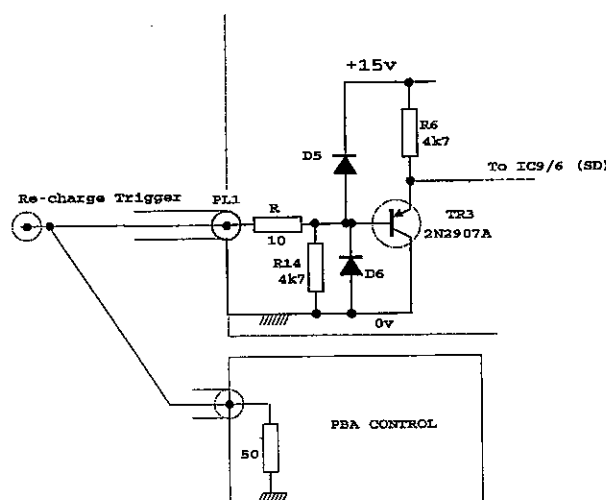 +15v
R6
4k7
D5
To IC9/6 (SD)
Re-charge Trigger
PL1
R
10
TR3
2N2907A
R14
4k7
D6
0v
50
PBA CONTROL